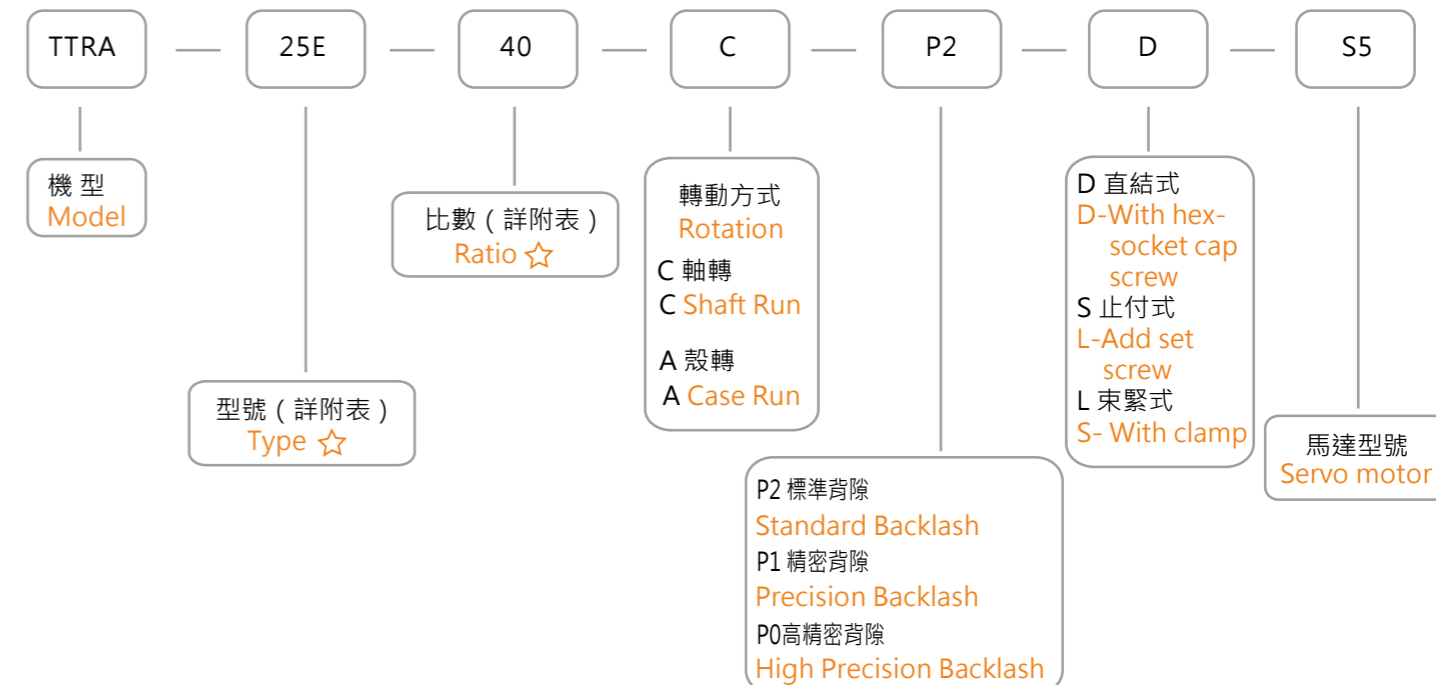 TTRA — 25E — 40 — C — P2 — D — S5
機 型
Model
型號 ( 詳附表 )
Type ☆
比數 ( 詳附表 )
Ratio ☆
轉動方式
Rotation
C 軸轉
C Shaft Run
A 殼轉
A Case Run
P2 標準背隙
Standard Backlash
P1 精密背隙
Precision Backlash
P0高精密背隙
High Precision Backlash
D 直結式
D-With hex-
socket cap
screw
S 止付式
L-Add set
screw
L 束緊式
S- With clamp
馬達型號
Servo motor